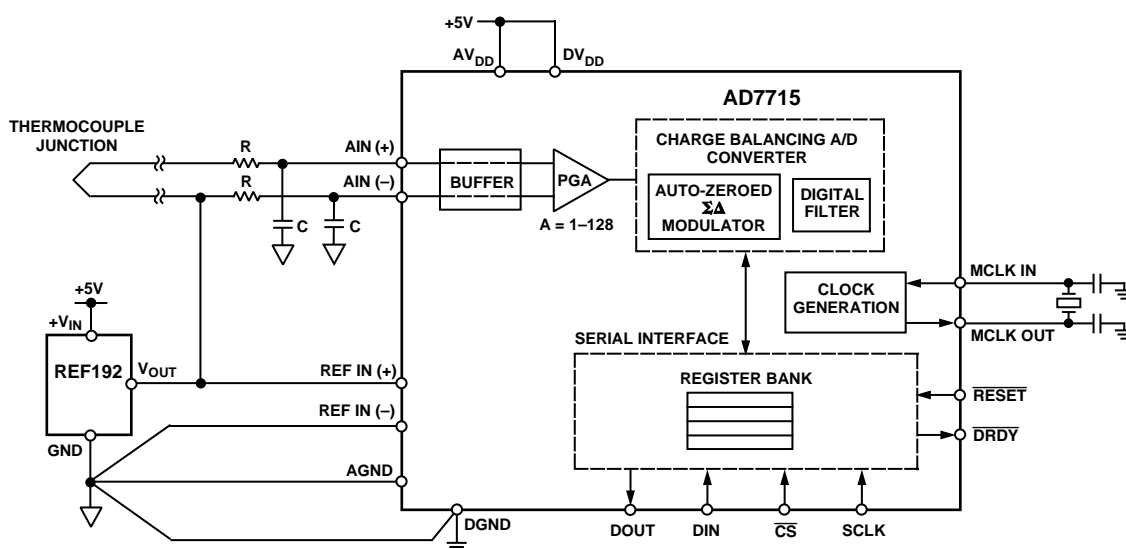 +5V
AVDD
DVDD
AD7715
THERMOCOUPLE
JUNCTION
R
AIN (+)
R
AIN (–)
C
C
BUFFER
PGA
A = 1–128
CHARGE BALANCING A/D
CONVERTER
AUTO-ZEROED
ΣΔ
MODULATOR
DIGITAL
FILTER
CLOCK
GENERATION
MCLK IN
MCLK OUT
+5V
+VIN
REF192
VOUT
GND
REF IN (+)
REF IN (–)
AGND
DGND
SERIAL INTERFACE
REGISTER BANK
RESET
DRDY
DOUT
DIN
CS
SCLK